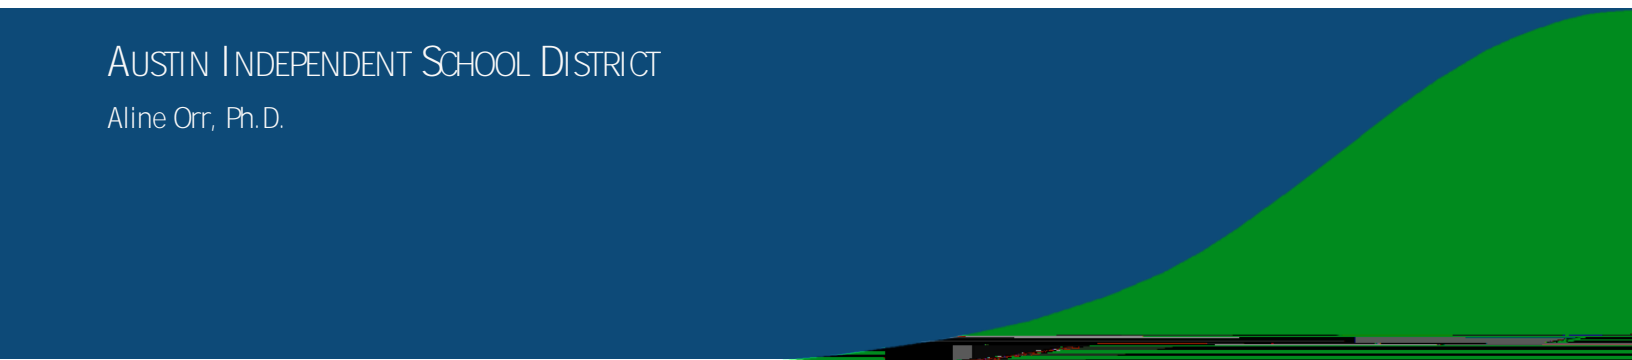 AUSTIN INDEPENDENT SCHOOL DISTRICT
Aline Orr, Ph.D.